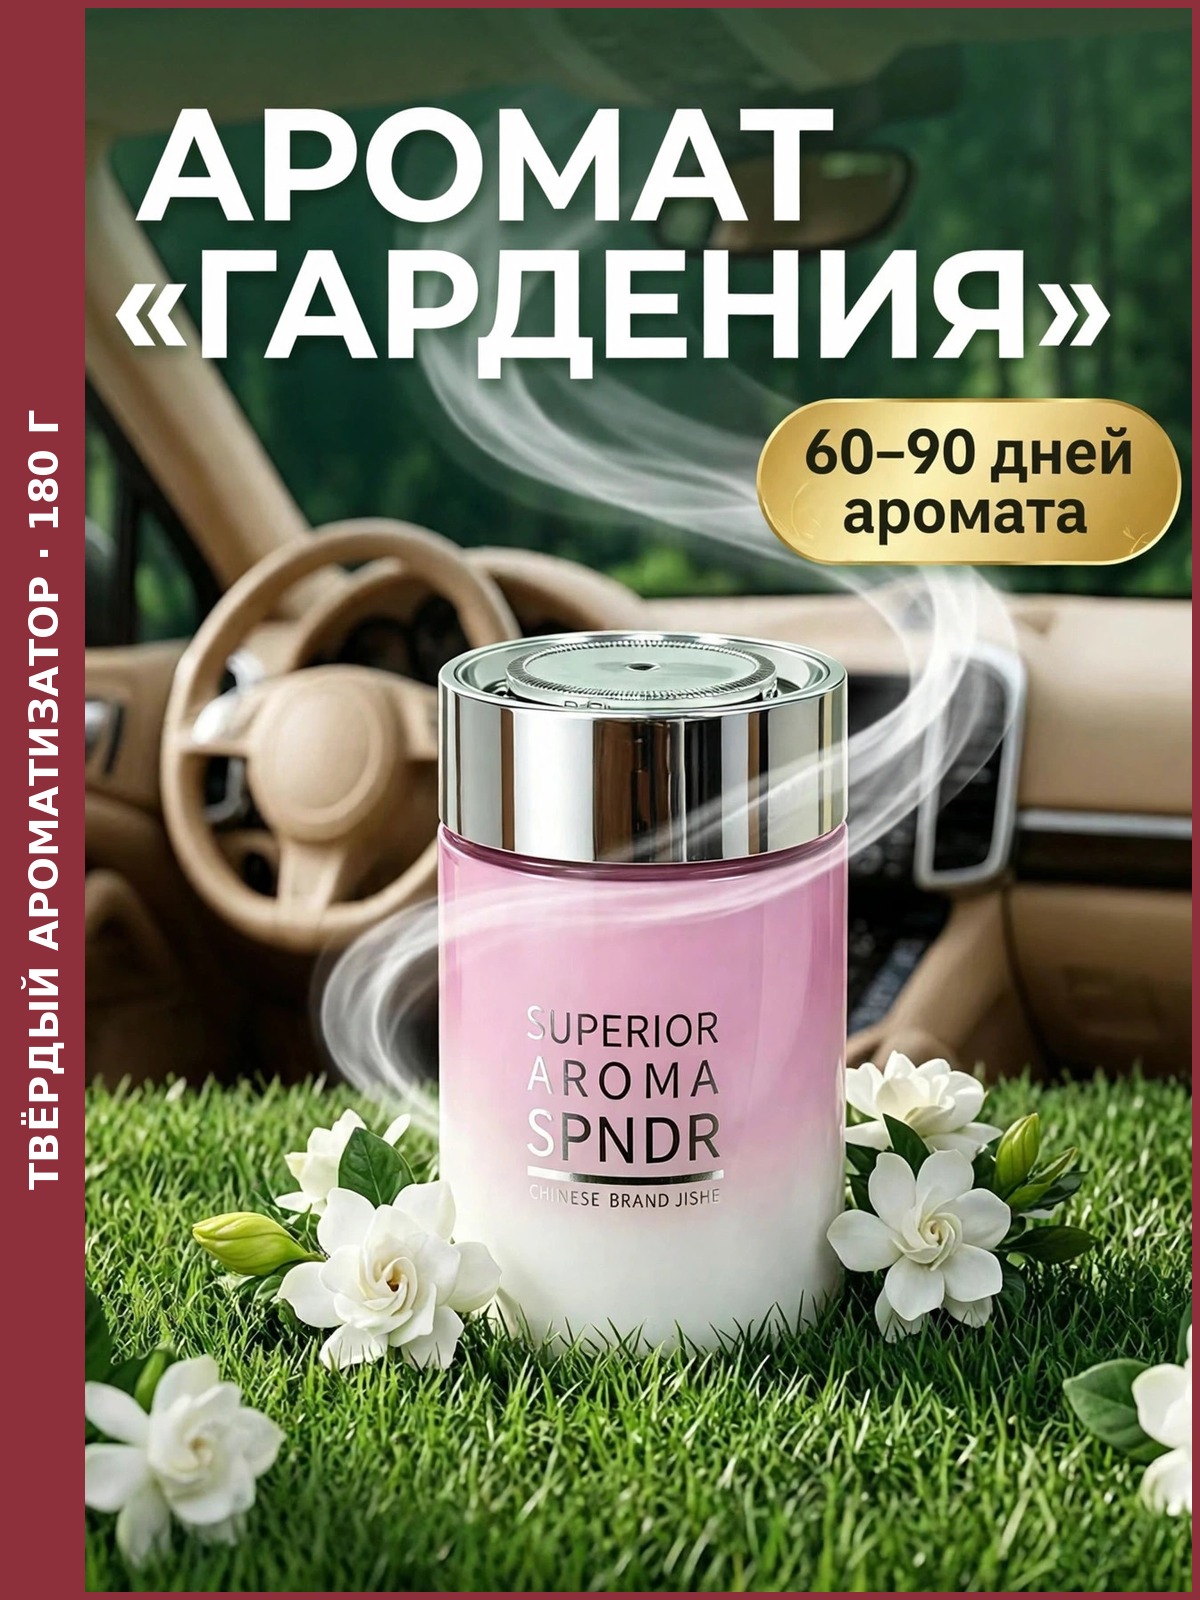 АРОМАТ
«ГАРДЕНИЯ»
60–90 дней
аромата
ТВЁРДЫЙ АРОМАТИЗАТОР · 180 Г
SUPERIOR
AROMA
SPNDR
CHINESE BRAND JISHE